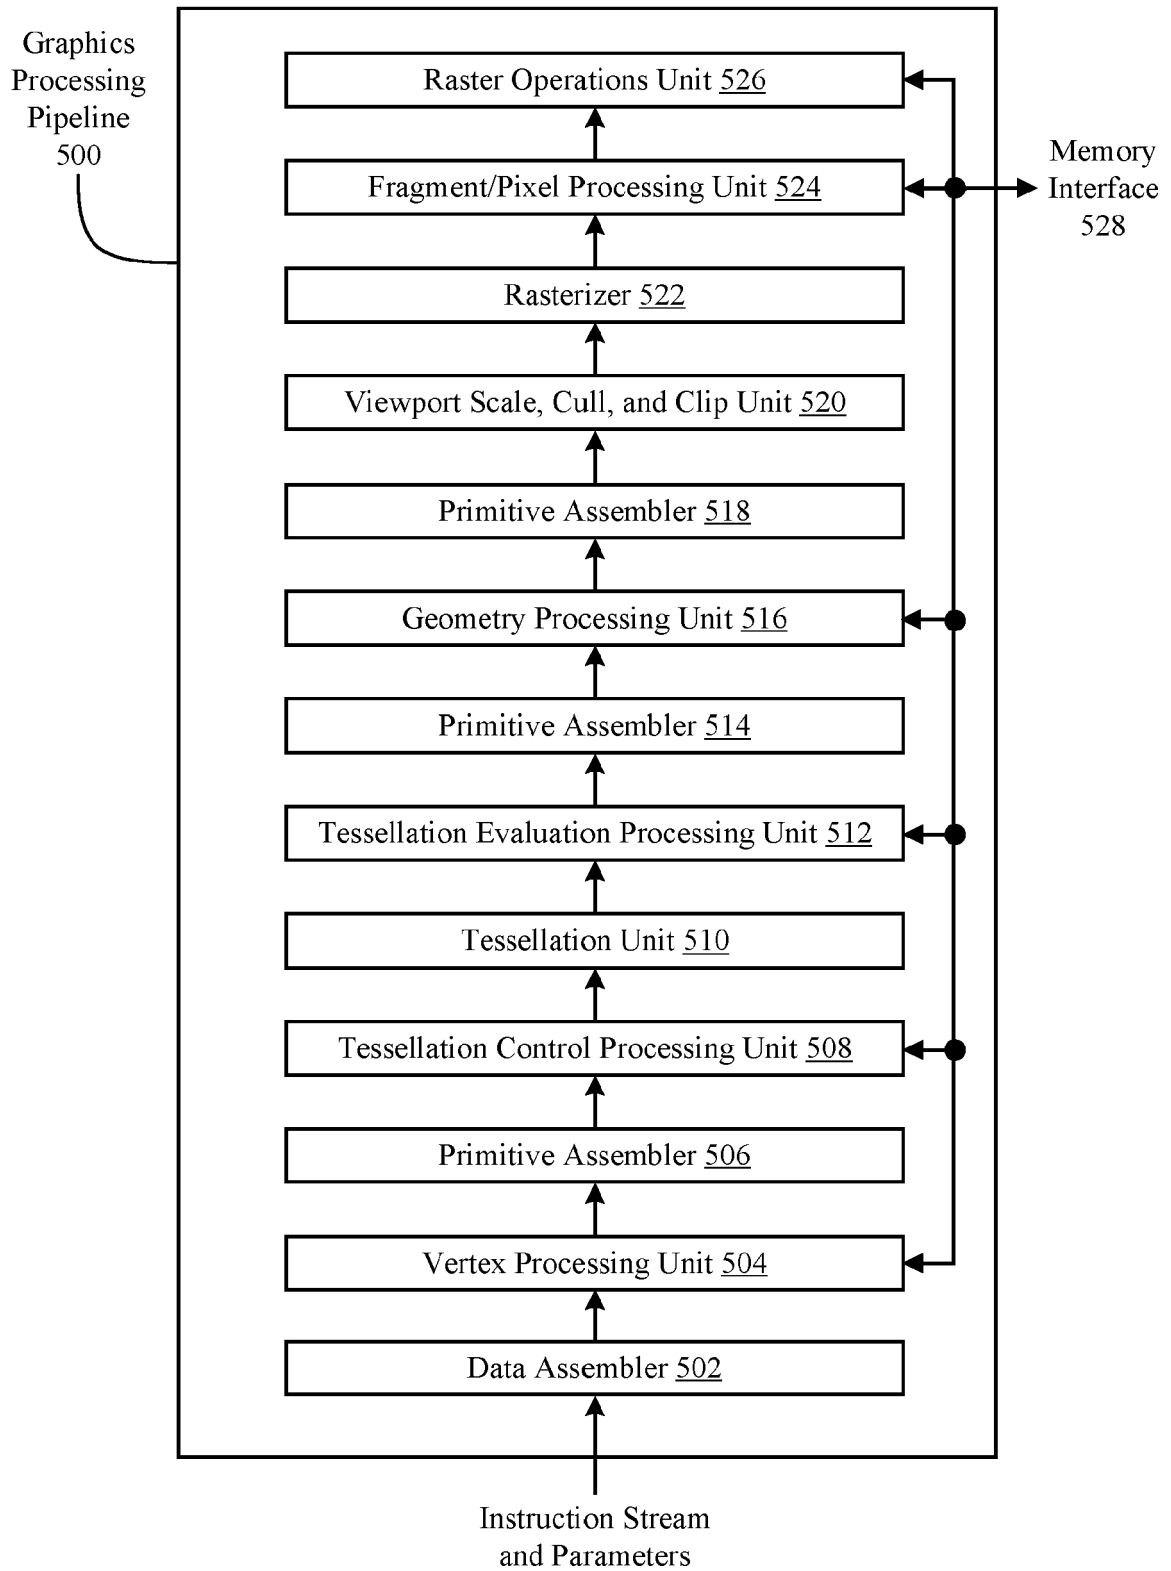 Graphics
Processing
Pipeline
500
Raster Operations Unit 526
Fragment/Pixel Processing Unit 524
Memory
Interface
528
Rasterizer 522
Viewport Scale, Cull, and Clip Unit 520
Primitive Assembler 518
Geometry Processing Unit 516
Primitive Assembler 514
Tessellation Evaluation Processing Unit 512
Tessellation Unit 510
Tessellation Control Processing Unit 508
Primitive Assembler 506
Vertex Processing Unit 504
Data Assembler 502
Instruction Stream
and Parameters